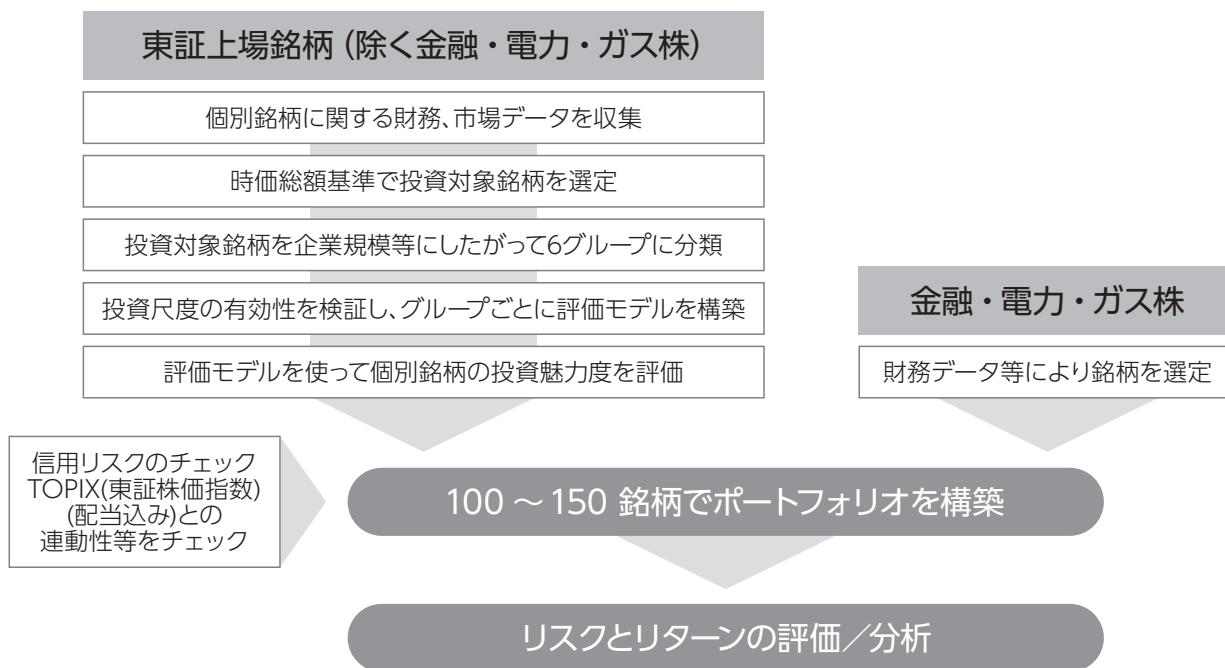 東証上場銘柄(除く金融・電力・ガス株)
個別銘柄に関する財務、市場データを収集
時価総額基準で投資対象銘柄を選定
投資対象銘柄を企業規模等にしたがって6グループに分類
投資尺度の有効性を検証し、グループごとに評価モデルを構築
評価モデルを使って個別銘柄の投資魅力度を評価
金融・電力・ガス株
財務データ等により銘柄を選定
信用リスクのチェック
TOPIX(東証株価指数)
(配当込み)との
連動性等をチェック
100 ～ 150 銘柄でポートフォリオを構築
リスクとリターンの評価／分析